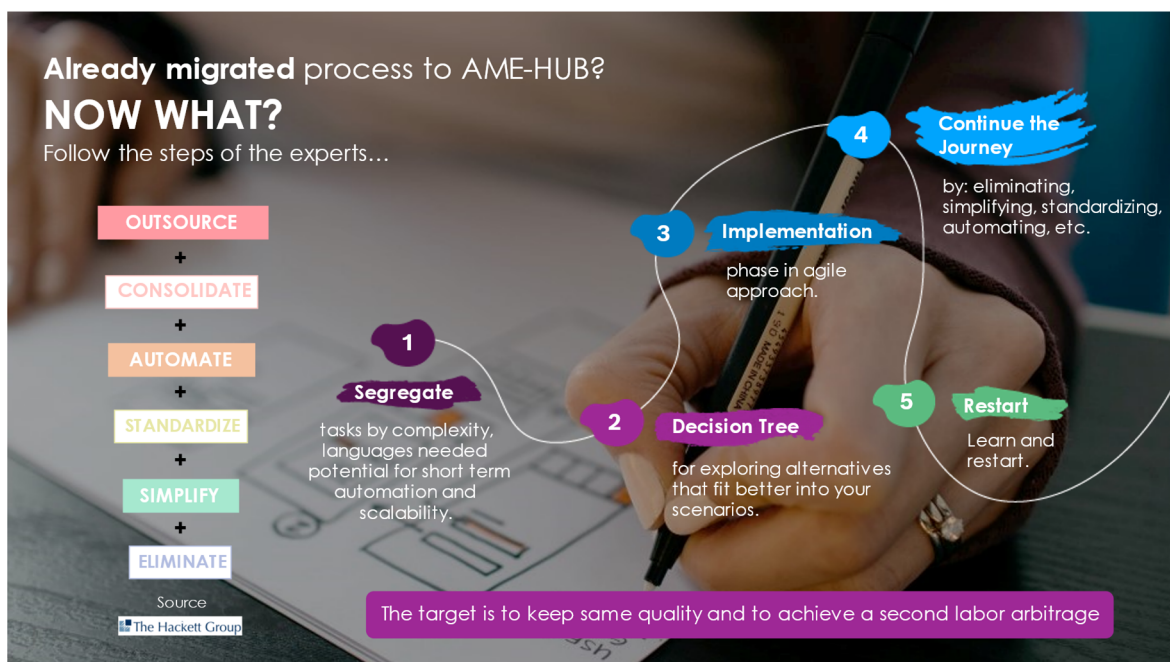 Already migrated process to AME-HUB?
NOW WHAT?
Follow the steps of the experts...
OUTSOURCE
+
CONSOLIDATE
+
AUTOMATE
+
STANDARDIZE
+
SIMPLIFY
+
ELIMINATE
Source
The Hackett Group
1
Segregate
tasks by complexity,
languages needed
potential for short term
automation and
scalability.
2
Decision Tree
for exploring alternatives
that fit better into your
scenarios.
3
Implementation
phase in agile
approach.
4
Continue the
Journey
by: eliminating,
simplifying, standardizing,
automating, etc.
5
Restart
Learn and
restart.
The target is to keep same quality and to achieve a second labor arbitrage
MADE IN CHINA